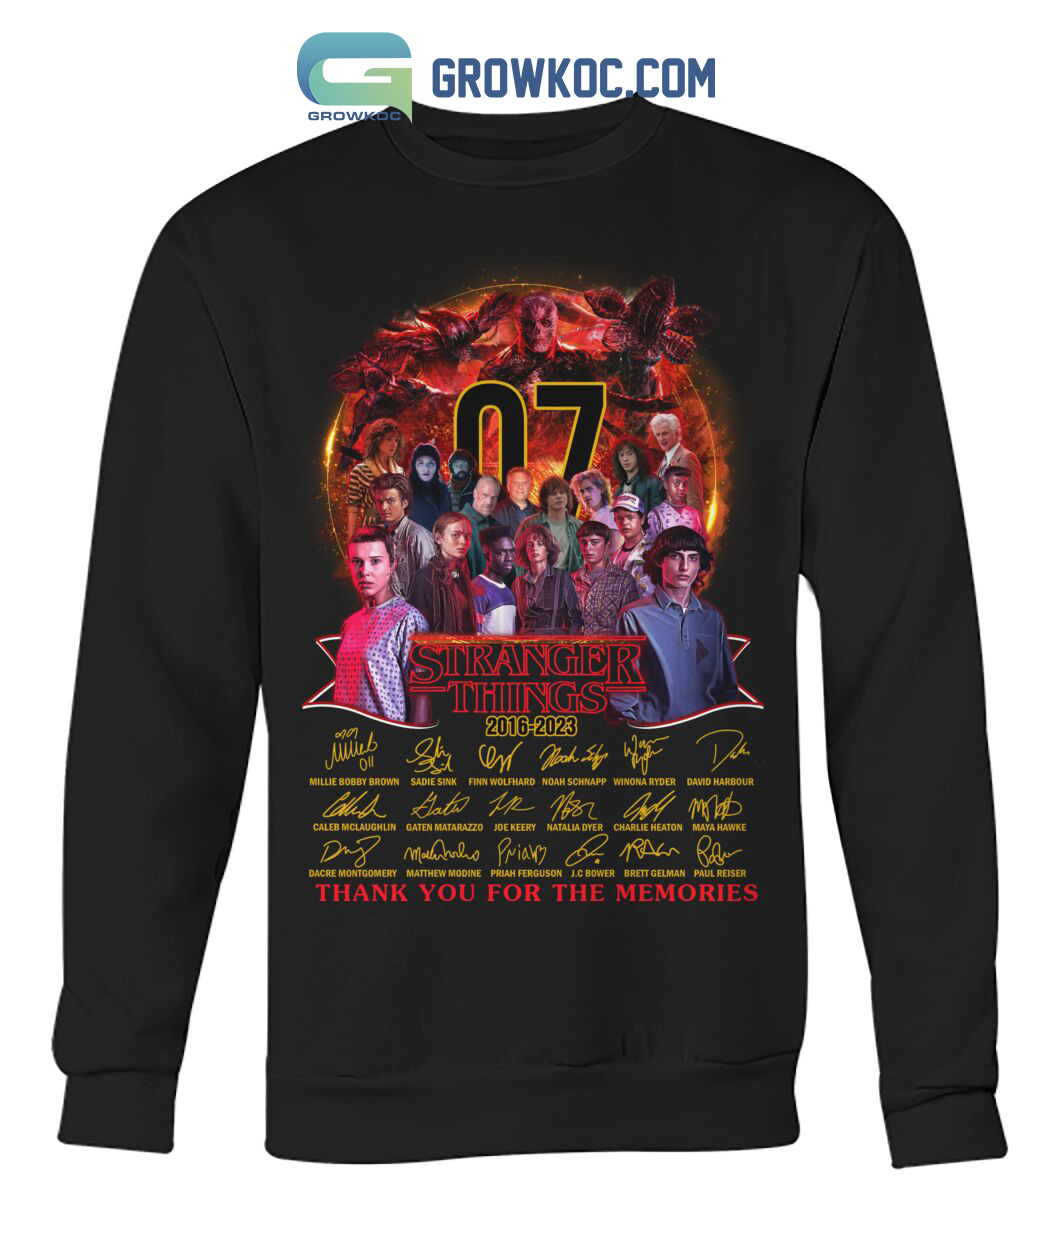 GROWKOC.COM
GROWKOC
07
STRANGER
THINGS
2016-2023
011
MILLIE BOBBY BROWN SADIE SINK FINN WOLFHARD NOAH SCHNAPP WINONA RYDER DAVID HARBOUR
CALEB MCLAUGHLIN GATEN MATARAZZO JOE KEERY NATALIA DYER CHARLIE HEATON MAYA HAWKE
DACRE MONTGOMERY MATTHEW MODINE PRIAH FERGUSON J.C BOWER BRETT GELMAN PAUL REISER
THANK YOU FOR THE MEMORIES